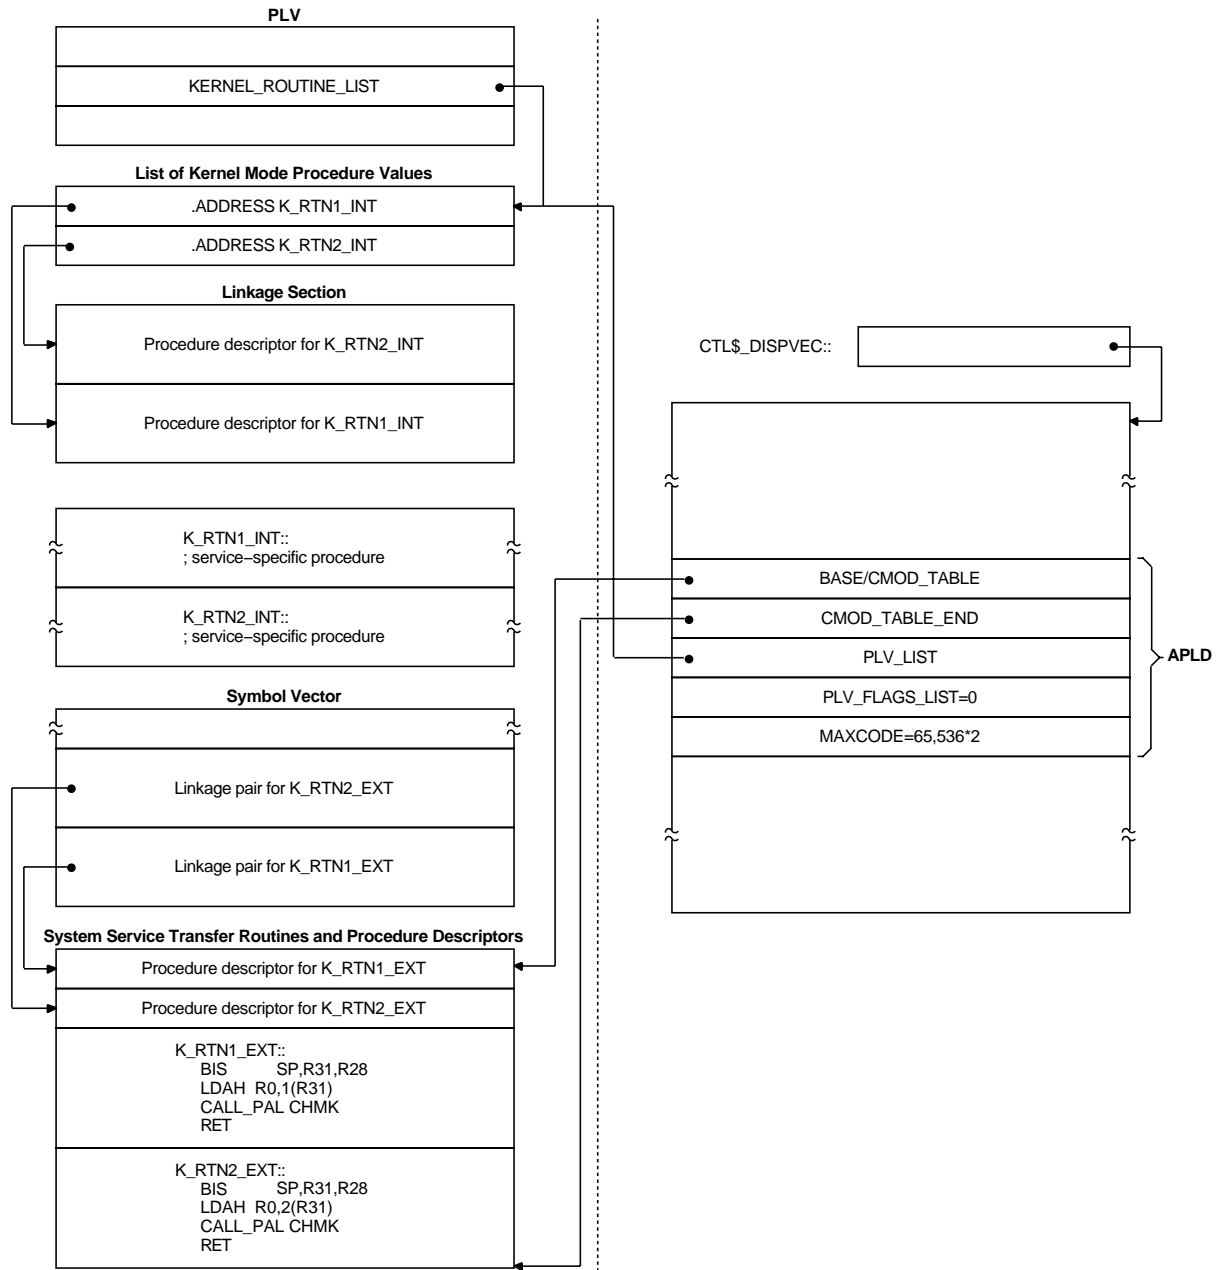 PLV
KERNEL_ROUTINE_LIST
List of Kernel Mode Procedure Values
.ADDRESS K_RTN1_INT
.ADDRESS K_RTN2_INT
Linkage Section
Procedure descriptor for K_RTN2_INT
Procedure descriptor for K_RTN1_INT
K_RTN1_INT::
; service–specific procedure
K_RTN2_INT::
; service–specific procedure
Symbol Vector
Linkage pair for K_RTN2_EXT
Linkage pair for K_RTN1_EXT
System Service Transfer Routines and Procedure Descriptors
Procedure descriptor for K_RTN1_EXT
Procedure descriptor for K_RTN2_EXT
K_RTN1_EXT::
BIS SP,R31,R28
LDAH R0,1(R31)
CALL_PAL CHMK
RET
K_RTN2_EXT::
BIS SP,R31,R28
LDAH R0,2(R31)
CALL_PAL CHMK
RET
CTL$_DISPVEC::
BASE/CMOD_TABLE
CMOD_TABLE_END
PLV_LIST
PLV_FLAGS_LIST=0
MAXCODE=65,536*2
APLD